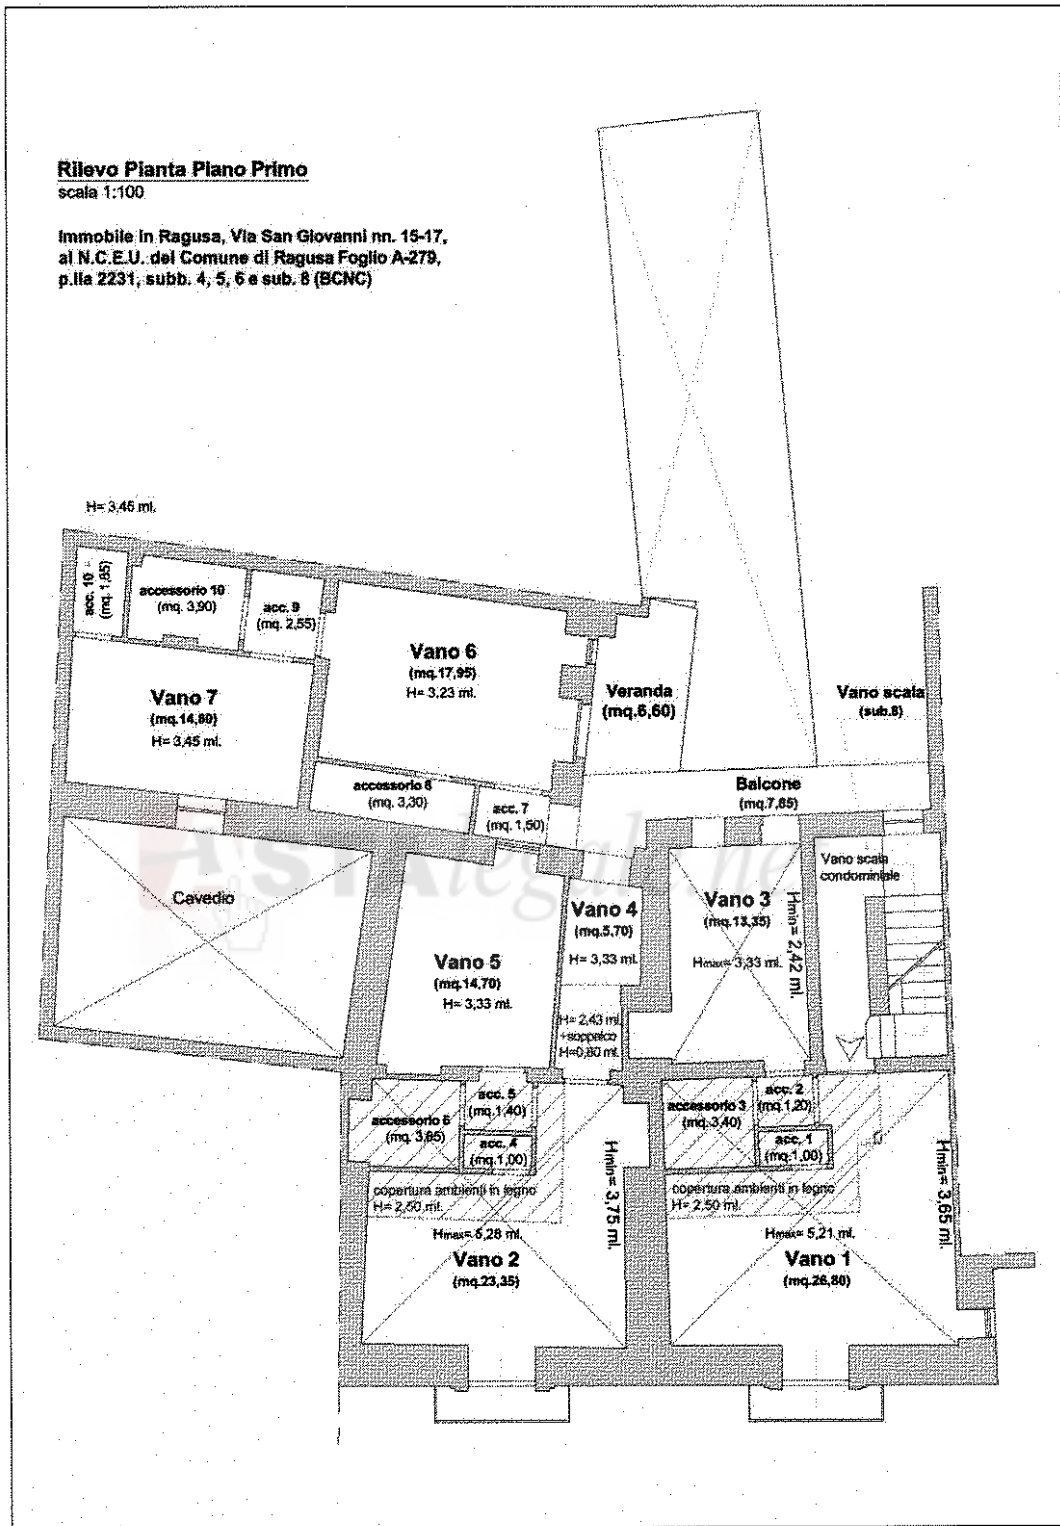 Rilievo Pianta Piano Primo
scala 1:100
Immobile in Ragusa, Via San Giovanni nn. 15-17,
al N.C.E.U. del Comune di Ragusa Foglio A-279,
p.lla 2231, subb. 4, 5, 6 e sub. 8 (BCNC)
H= 3,45 ml.
acc. 10
(mq. 1,85)
accessorio 10
(mq. 3,90)
acc. 9
(mq. 2,55)
Vano 6
(mq.17,95)
H= 3,23 ml.
Vano 7
(mq.14,80)
H= 3,45 ml.
Veranda
(mq.6,60)
Vano scala
(sub.8)
accessorio 8
(mq. 3,30)
acc. 7
(mq. 1,50)
Balcone
(mq.7,85)
Astalegale.net
Cavedio
Vano 5
(mq.14,70)
H= 3,33 ml.
Vano 4
(mq.5,70)
H= 3,33 ml.
H= 2,43 ml.
+soppalco
H=0,80 ml.
Vano 3
(mq.13,35)
Hmax= 3,33 ml.
Hmin= 2,42 ml.
Vano scala
condominiale
accessorio 6
(mq. 3,65)
acc. 5
(mq.1,40)
acc. 4
(mq.1,00)
copertura ambienti in legno
H= 2,50 ml.
Hmax= 5,28 ml.
Hmin= 3,75 ml.
Vano 2
(mq.23,35)
accessorio 3
(mq.3,40)
acc. 2
(mq.1,20)
acc. 1
(mq.1,00)
copertura ambienti in legno
H= 2,50 ml.
Hmax= 5,21 ml.
Hmin= 3,65 ml.
Vano 1
(mq.26,80)